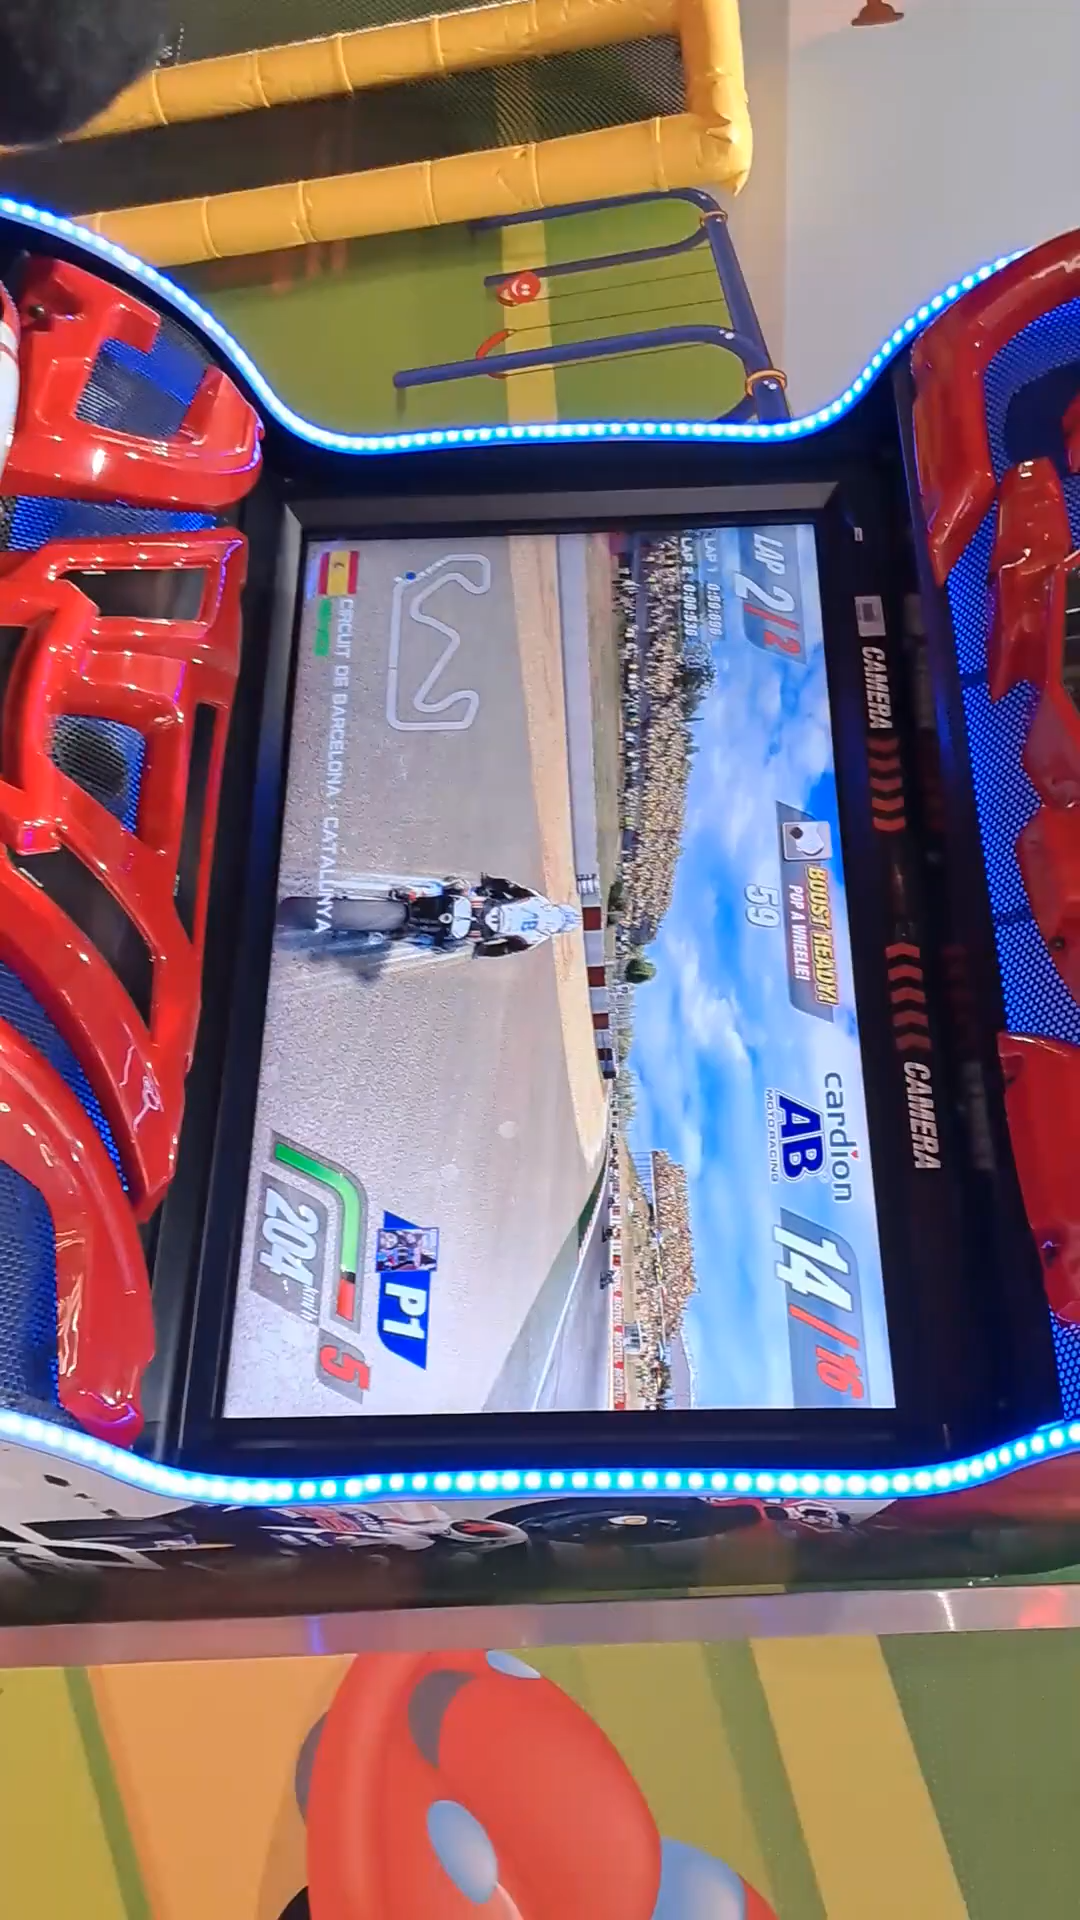 LAP 2/2
LAP 1 0:59:696
LAP 2 0:00:536
BOOST READY!
POP A WHEELIE!
59
cardion
AB
MOTORACING
14/16
CIRCUIT DE BARCELONA - CATALUNYA
P1
204 km/h
5
CAMERA
CAMERA